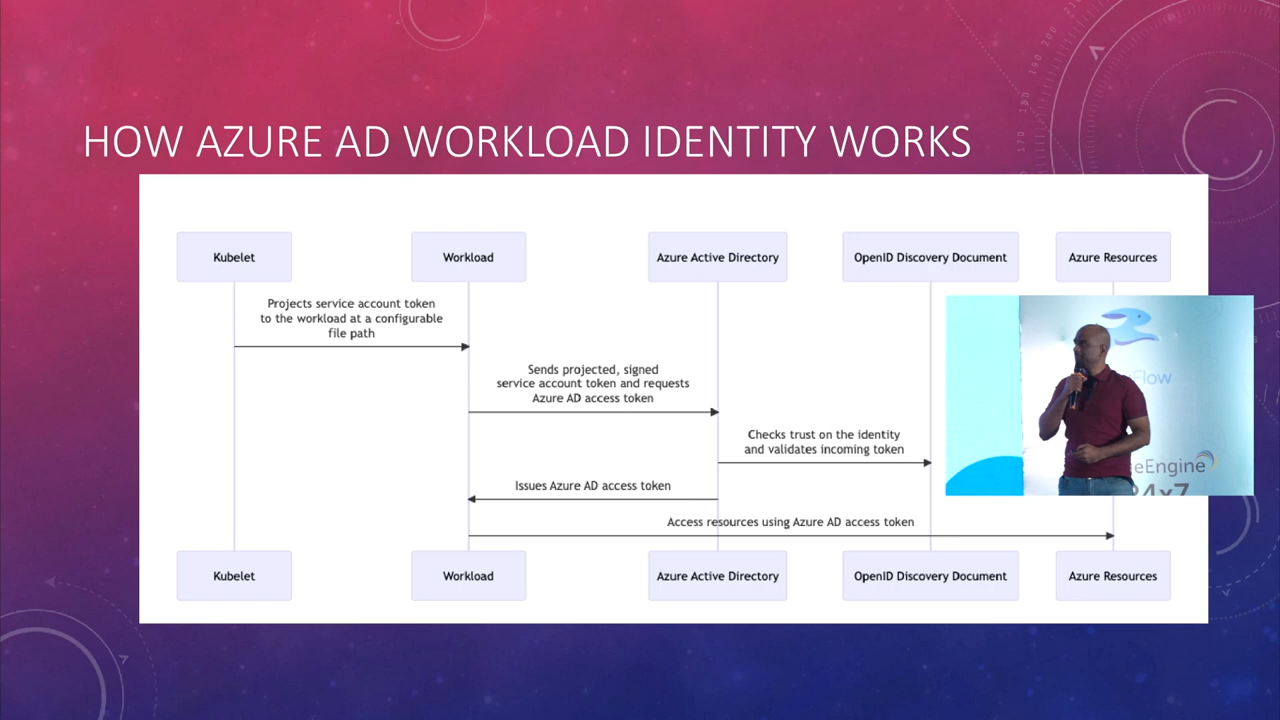 HOW AZURE AD WORKLOAD IDENTITY WORKS
Kubelet
Workload
Azure Active Directory
OpenID Discovery Document
Azure Resources
Projects service account token
to the workload at a configurable
file path
Sends projected, signed
service account token and requests
Azure AD access token
Checks trust on the identity
and validates incoming token
Issues Azure AD access token
Access resources using Azure AD access token
Kubelet
Workload
Azure Active Directory
OpenID Discovery Document
Azure Resources
Flow
eEngine
24x7